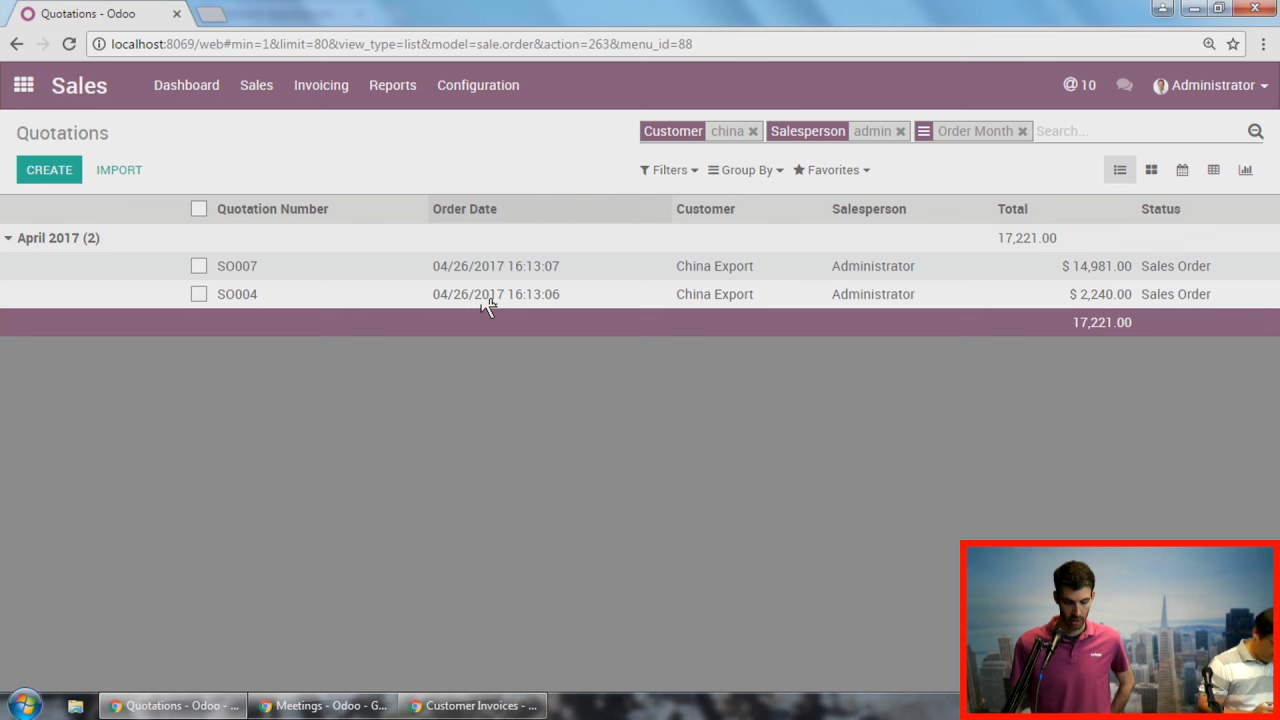 Quotations - Odoo
localhost:8069/web#min=1&limit=80&view_type=list&model=sale.order&action=263&menu_id=88
Sales Dashboard Sales Invoicing Reports Configuration @10 Administrator
Quotations Customer china Salesperson admin Order Month Search...
CREATE IMPORT Filters Group By Favorites
Quotation Number Order Date Customer Salesperson Total Status
April 2017 (2) 17,221.00
SO007 04/26/2017 16:13:07 China Export Administrator $ 14,981.00 Sales Order
SO004 04/26/2017 16:13:06 China Export Administrator $ 2,240.00 Sales Order
17,221.00
Quotations - Odoo - ... Meetings - Odoo - G... Customer Invoices - ...